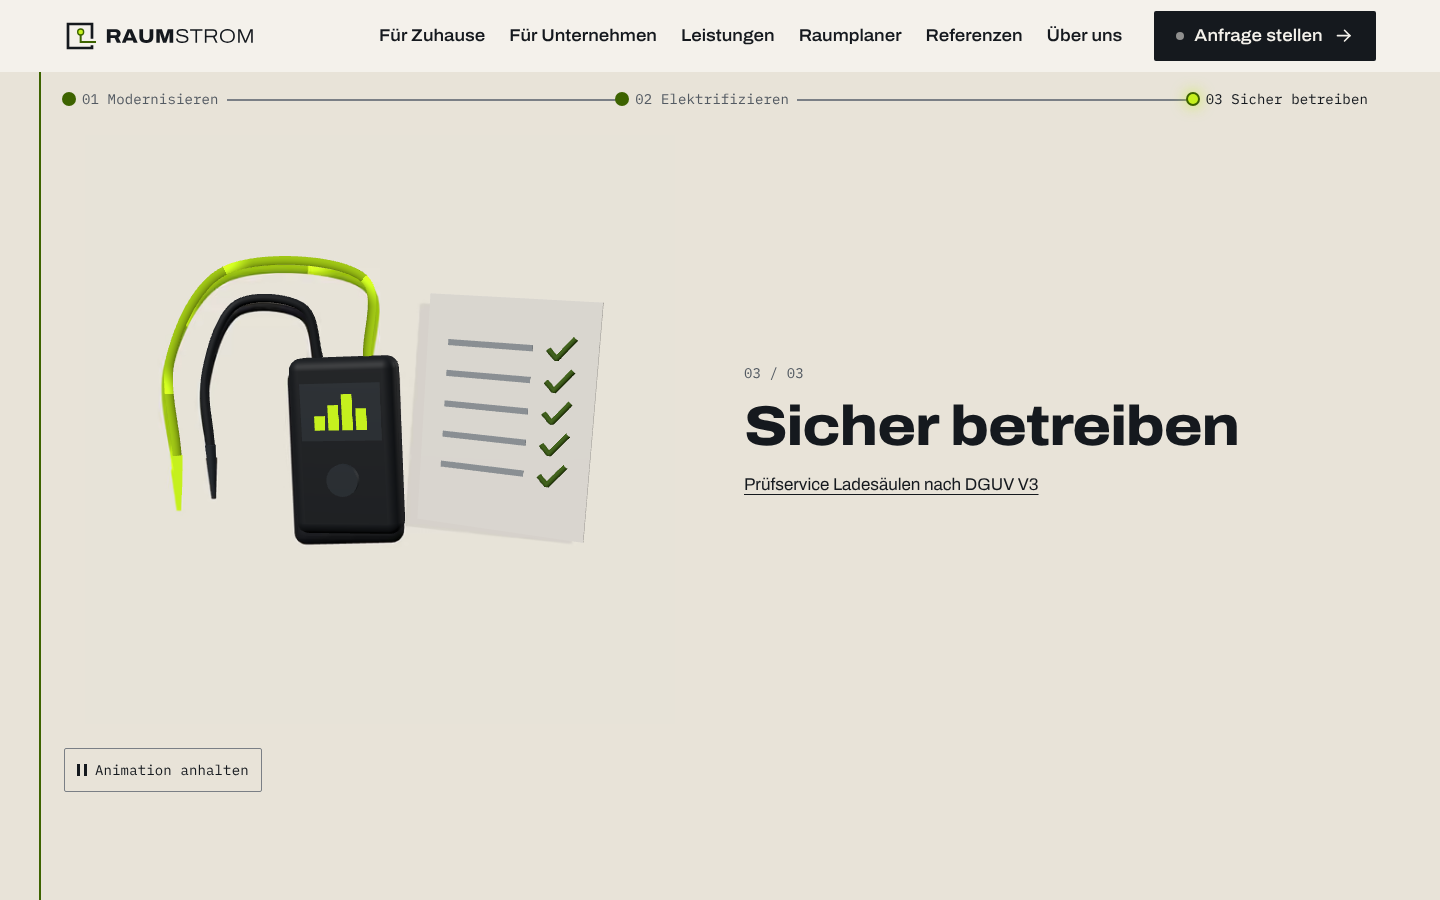 RAUMSTROM
Für Zuhause
Für Unternehmen
Leistungen
Raumplaner
Referenzen
Über uns
Anfrage stellen →
01 Modernisieren
02 Elektrifizieren
03 Sicher betreiben
03 / 03
Sicher betreiben
Prüfservice Ladesäulen nach DGUV V3
Animation anhalten